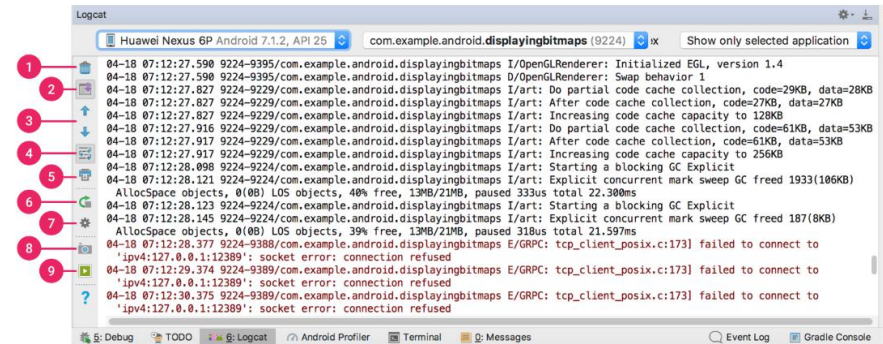 Logcat
Huawei Nexus 6P Android 7.1.2, API 25
com.example.android.displayingbitmaps (9224)
Show only selected application
1
2
3
4
5
6
7
8
9
?
04-18 07:12:27.590 9224-9395/com.example.android.displayingbitmaps I/OpenGLRenderer: Initialized EGL, version 1.4
04-18 07:12:27.590 9224-9395/com.example.android.displayingbitmaps D/OpenGLRenderer: Swap behavior 1
04-18 07:12:27.827 9224-9229/com.example.android.displayingbitmaps I/art: Do partial code cache collection, code=29KB, data=28KB
04-18 07:12:27.827 9224-9229/com.example.android.displayingbitmaps I/art: After code cache collection, code=27KB, data=27KB
04-18 07:12:27.827 9224-9229/com.example.android.displayingbitmaps I/art: Increasing code cache capacity to 128KB
04-18 07:12:27.916 9224-9229/com.example.android.displayingbitmaps I/art: Do partial code cache collection, code=61KB, data=53KB
04-18 07:12:27.917 9224-9229/com.example.android.displayingbitmaps I/art: After code cache collection, code=61KB, data=53KB
04-18 07:12:27.917 9224-9229/com.example.android.displayingbitmaps I/art: Increasing code cache capacity to 256KB
04-18 07:12:28.098 9224-9224/com.example.android.displayingbitmaps I/art: Starting a blocking GC Explicit
04-18 07:12:28.121 9224-9224/com.example.android.displayingbitmaps I/art: Explicit concurrent mark sweep GC freed 1933(106KB)
AllocSpace objects, 0(0B) LOS objects, 40% free, 13MB/21MB, paused 333us total 22.300ms
04-18 07:12:28.123 9224-9224/com.example.android.displayingbitmaps I/art: Starting a blocking GC Explicit
04-18 07:12:28.145 9224-9224/com.example.android.displayingbitmaps I/art: Explicit concurrent mark sweep GC freed 187(8KB)
AllocSpace objects, 0(0B) LOS objects, 39% free, 13MB/21MB, paused 318us total 21.597ms
04-18 07:12:28.377 9224-9388/com.example.android.displayingbitmaps E/GRPC: tcp_client_posix.c:173] failed to connect to
'ipv4:127.0.0.1:12389': socket error: connection refused
04-18 07:12:29.374 9224-9389/com.example.android.displayingbitmaps E/GRPC: tcp_client_posix.c:173] failed to connect to
'ipv4:127.0.0.1:12389': socket error: connection refused
04-18 07:12:30.375 9224-9389/com.example.android.displayingbitmaps E/GRPC: tcp_client_posix.c:173] failed to connect to
'ipv4:127.0.0.1:12389': socket error: connection refused
5: Debug TODO 6: Logcat Android Profiler Terminal 0: Messages Event Log Gradle Console